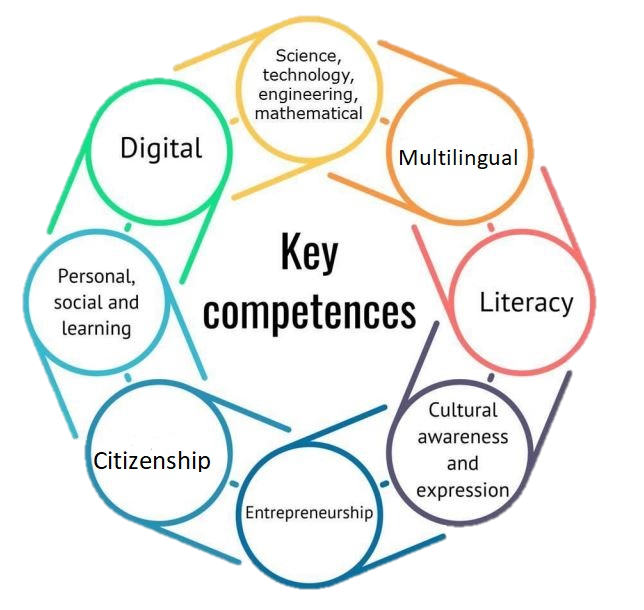 Science,
technology,
engineering,
mathematical
Multilingual
Literacy
Cultural
awareness
and
expression
Entrepreneurship
Citizenship
Personal,
social and
learning
Digital
Key
competences